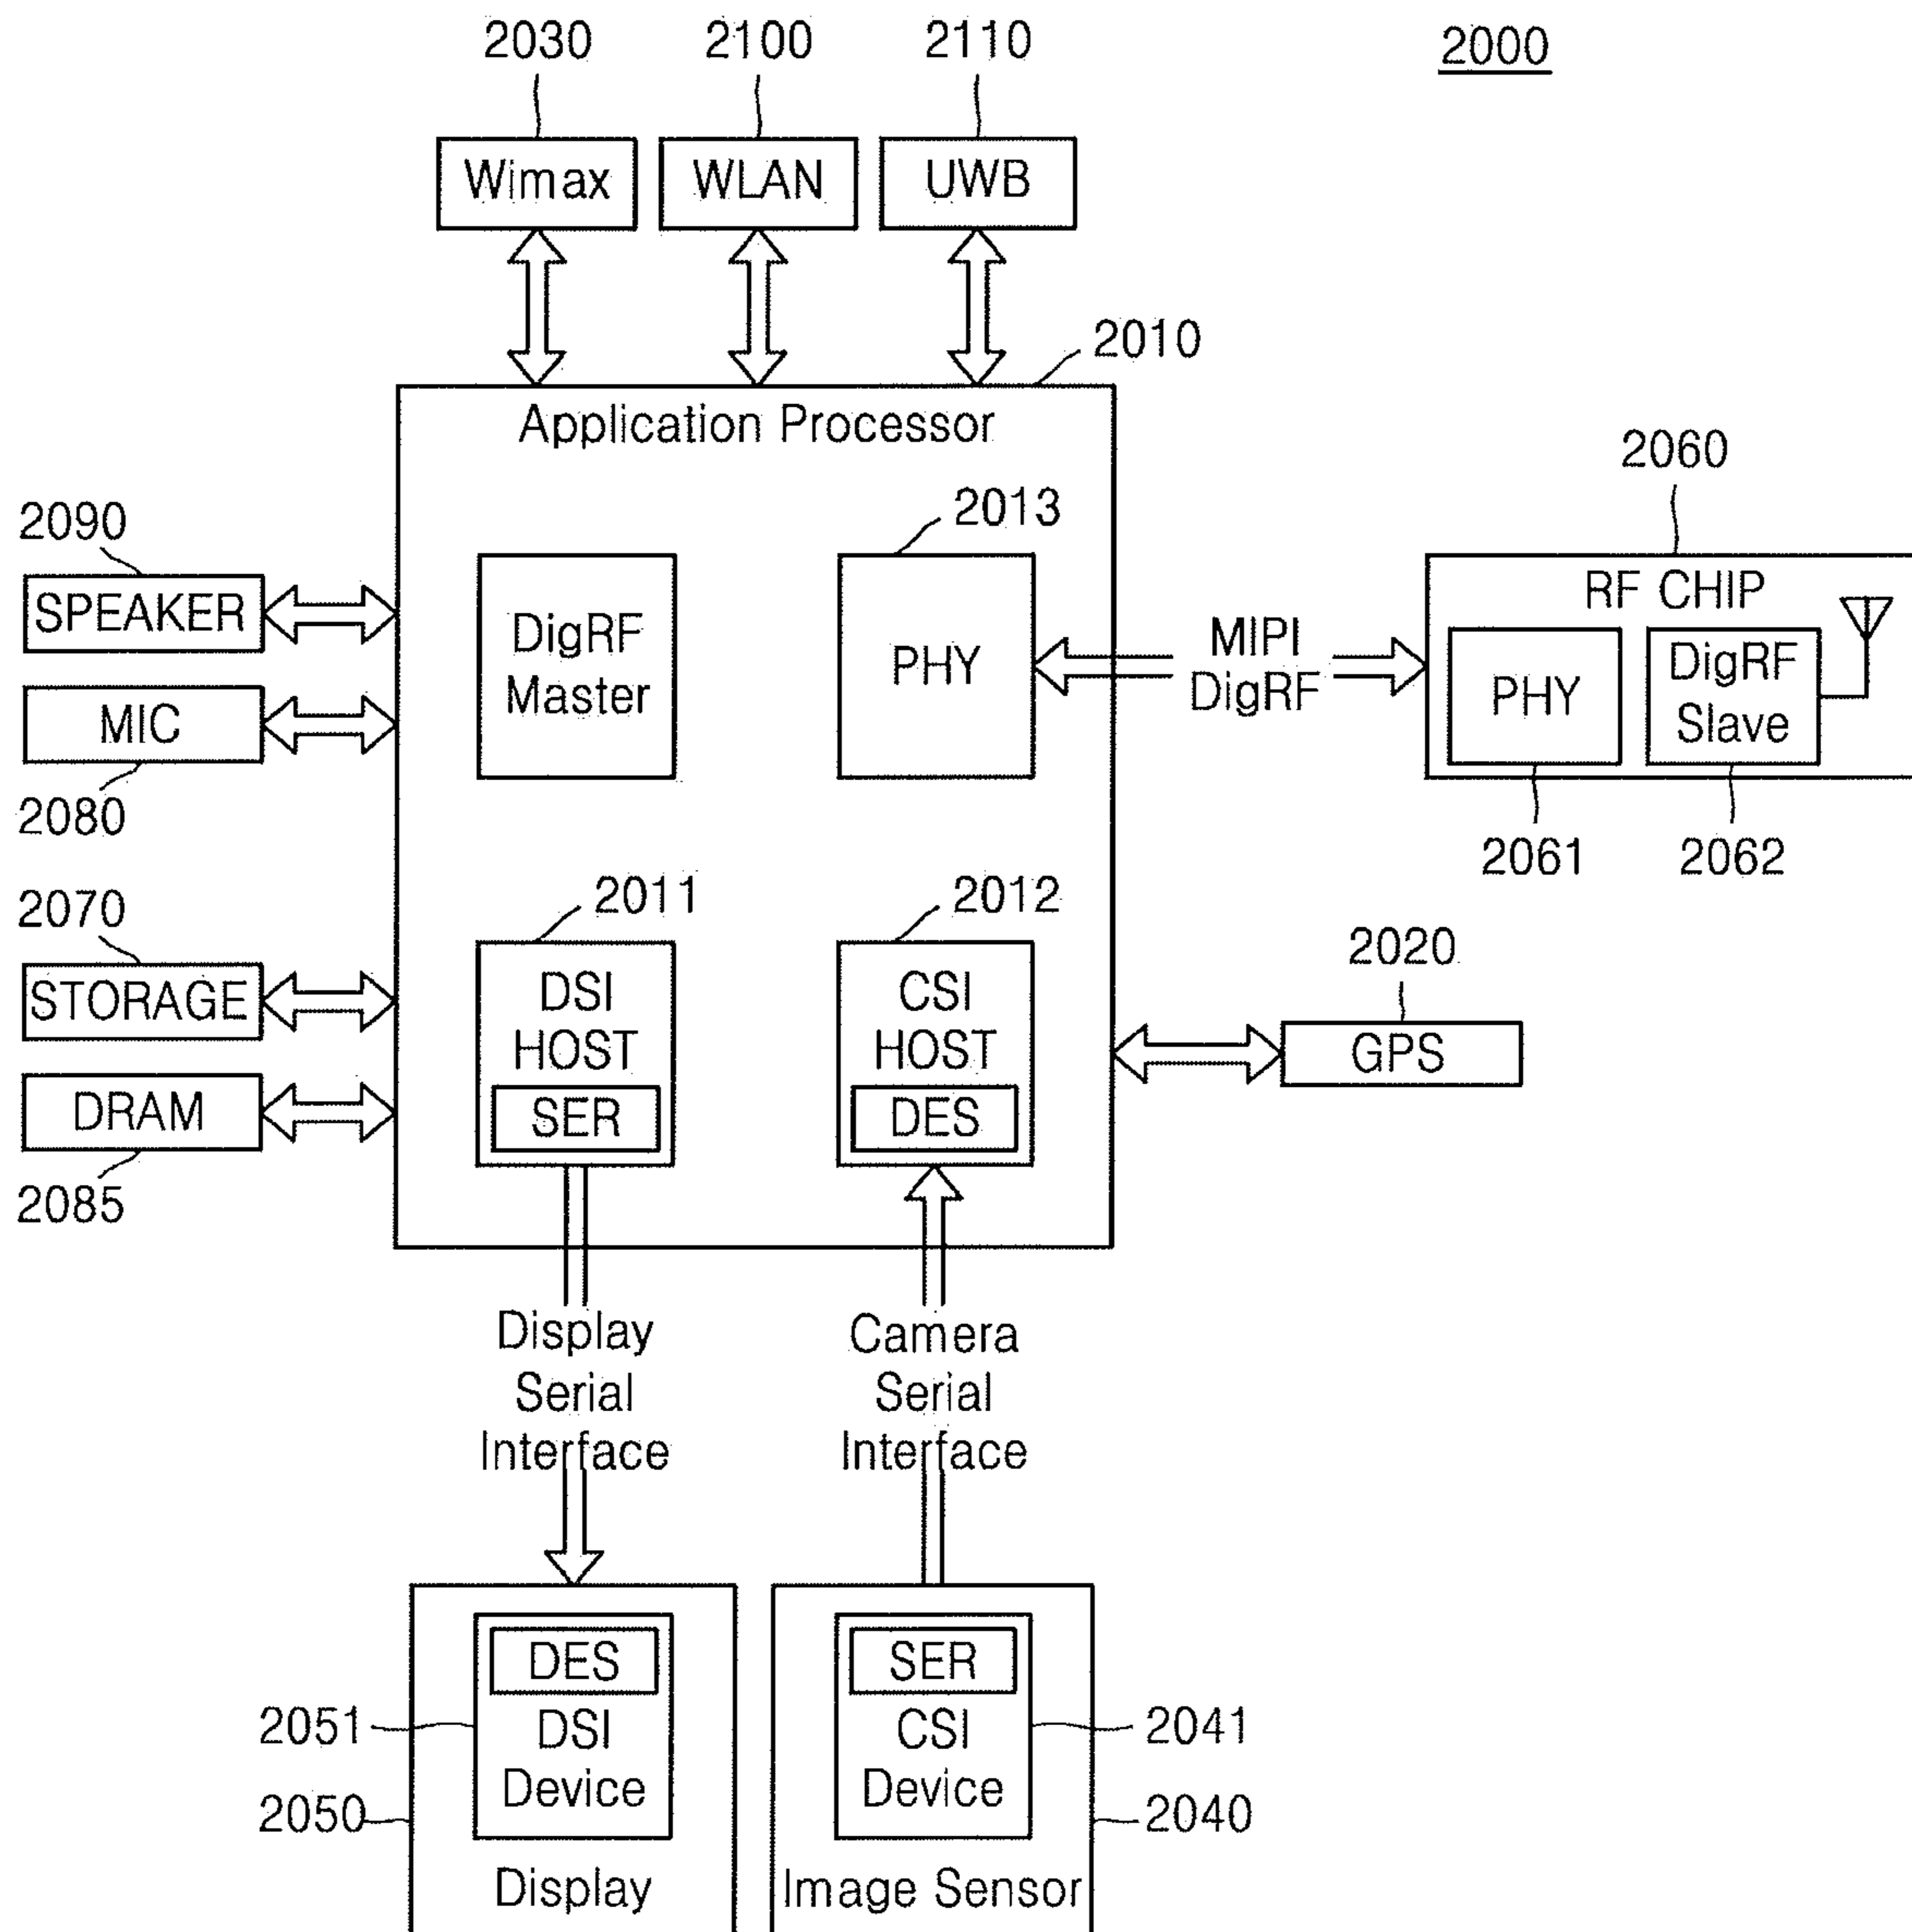 2030
2100
2110
2000
Wimax
WLAN
UWB
2010
Application Processor
2060
2013
2090
SPEAKER
DigRF
Master
PHY
MIPI
DigRF
RF CHIP
PHY
DigRF
Slave
MIC
2080
2061
2062
2070
2011
2012
2020
STORAGE
DSI
HOST
SER
CSI
HOST
DES
GPS
DRAM
2085
Display
Serial
Interface
Camera
Serial
Interface
DES
DSI
Device
SER
CSI
Device
2051
2041
2050
2040
Display
Image Sensor